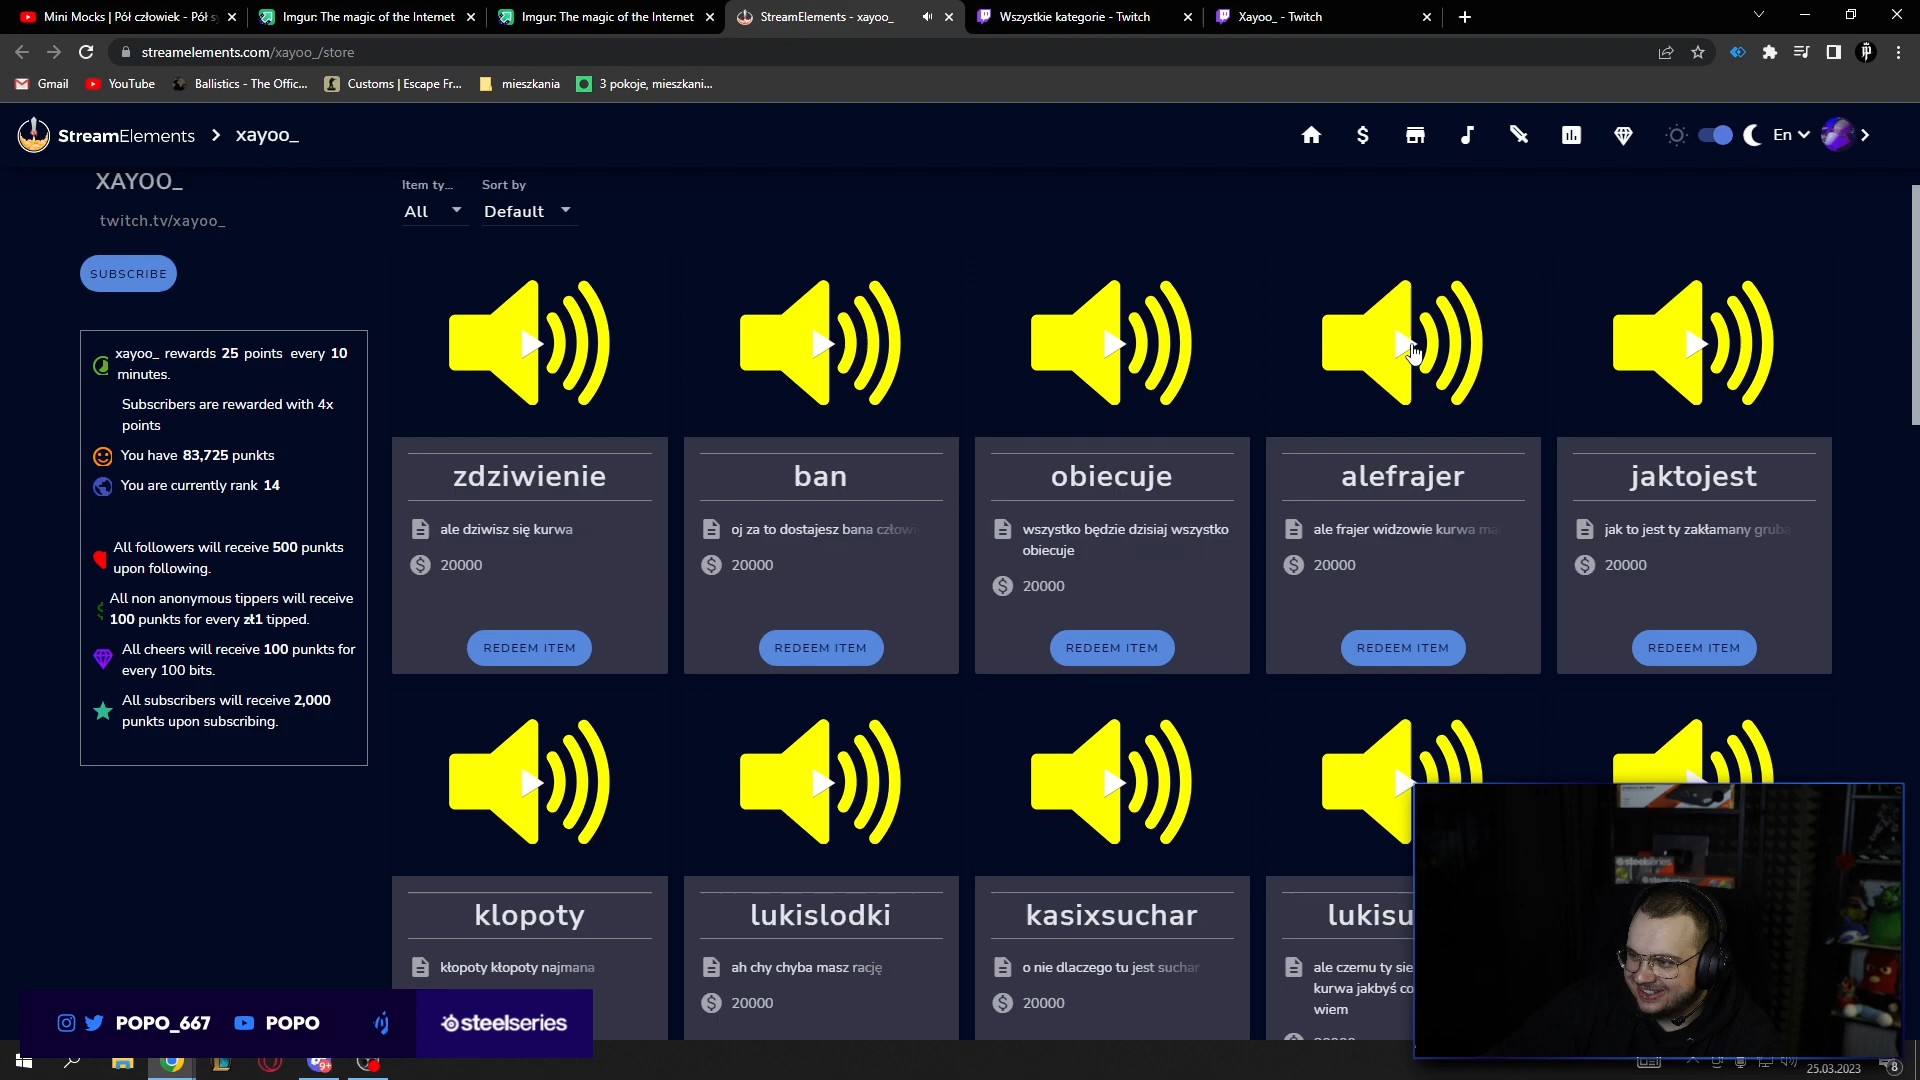 Mini Mocks | Pół człowiek - Pół
Imgur: The magic of the Internet
Imgur: The magic of the Internet
StreamElements - xayoo_
Wszystkie kategorie - Twitch
Xayoo_ - Twitch
streamelements.com/xayoo_/store
Gmail
YouTube
Ballistics - The Offic...
Customs | Escape Fr...
mieszkania
3 pokoje, mieszkani...
StreamElements
xayoo_
En
XAYOO_
twitch.tv/xayoo_
SUBSCRIBE
Item ty...
All
Sort by
Default
xayoo_ rewards 25 points every 10
minutes.
Subscribers are rewarded with 4x
points
You have 83,725 punkts
You are currently rank 14
All followers will receive 500 punkts
upon following.
All non anonymous tippers will receive
100 punkts for every zł1 tipped.
All cheers will receive 100 punkts for
every 100 bits.
All subscribers will receive 2,000
punkts upon subscribing.
zdziwienie
ale dziwisz się kurwa
20000
REDEEM ITEM
ban
oj za to dostajesz bana człow
20000
REDEEM ITEM
obiecuje
wszystko będzie dzisiaj wszystko
obiecuje
20000
REDEEM ITEM
alefrajer
ale frajer widzowie kurwa ma
20000
REDEEM ITEM
jaktojest
jak to jest ty zakłamany gruba
20000
REDEEM ITEM
klopoty
kłopoty kłopoty najmana
lukislodki
ah chy chyba masz rację
20000
kasixsuchar
o nie dlaczego tu jest suchar
20000
lukisu
ale czemu ty sie
kurwa jakbyś co
wiem
POPO_667
POPO
steelseries
steelseries
9+
25.03.2023
8